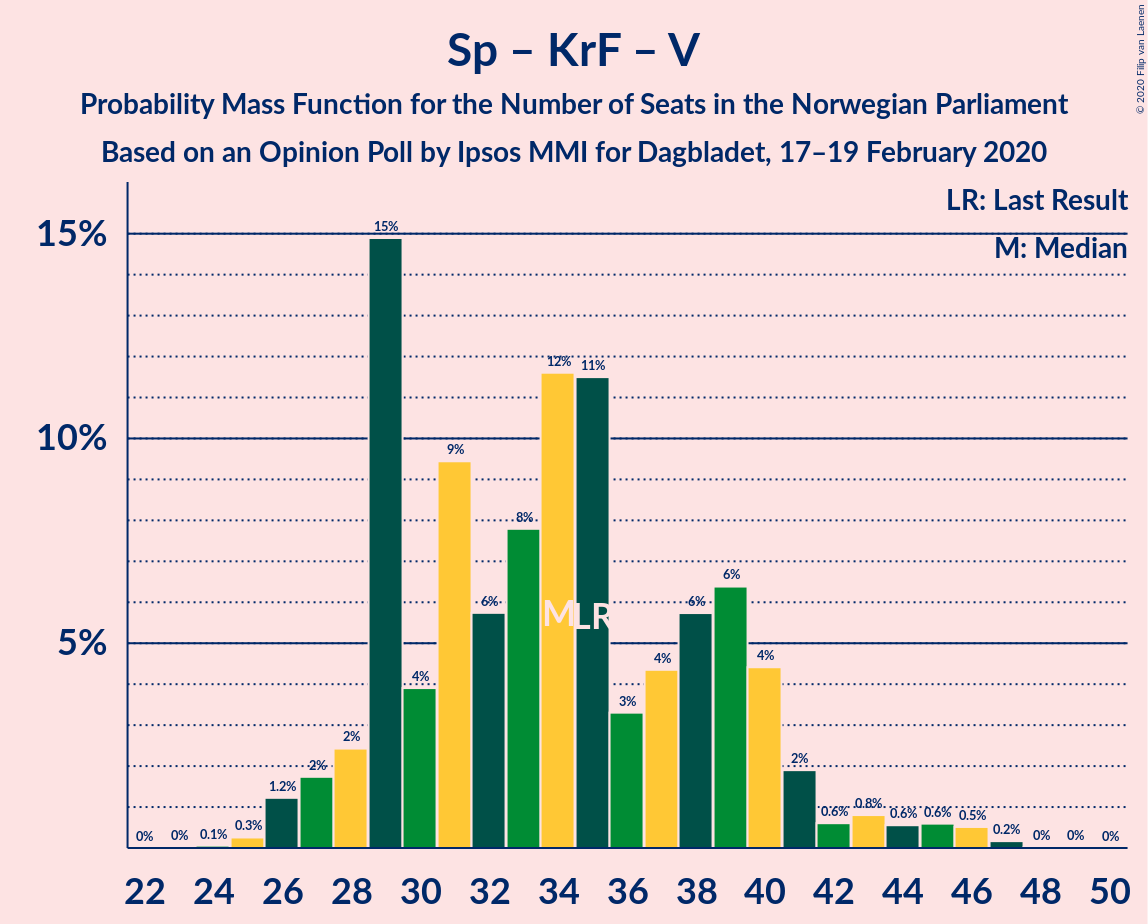 Sp – KrF – V
Probability Mass Function for the Number of Seats in the Norwegian Parliament
Based on an Opinion Poll by Ipsos MMI for Dagbladet, 17–19 February 2020
© 2020 Filip van Laenen
LR: Last Result
M: Median
15%
10%
5%
0% 0% 0.1% 0.3% 1.2% 2% 2% 15% 4% 9% 6% 8% 12% 11% 3% 4% 6% 6% 4% 2% 0.6% 0.8% 0.6% 0.6% 0.5% 0.2% 0% 0% 0%
M LR
22 24 26 28 30 32 34 36 38 40 42 44 46 48 50